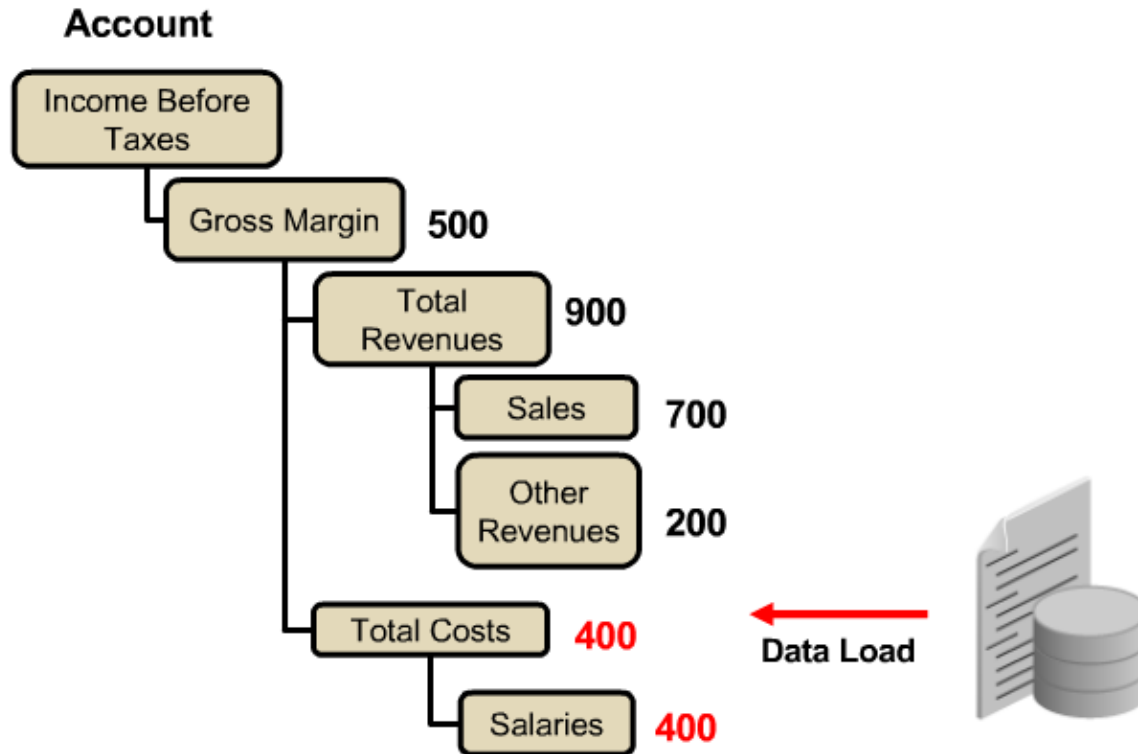 Account
Income Before
Taxes
Gross Margin
500
Total
Revenues
900
Sales
700
Other
Revenues
200
Total Costs
400
Data Load
Salaries
400